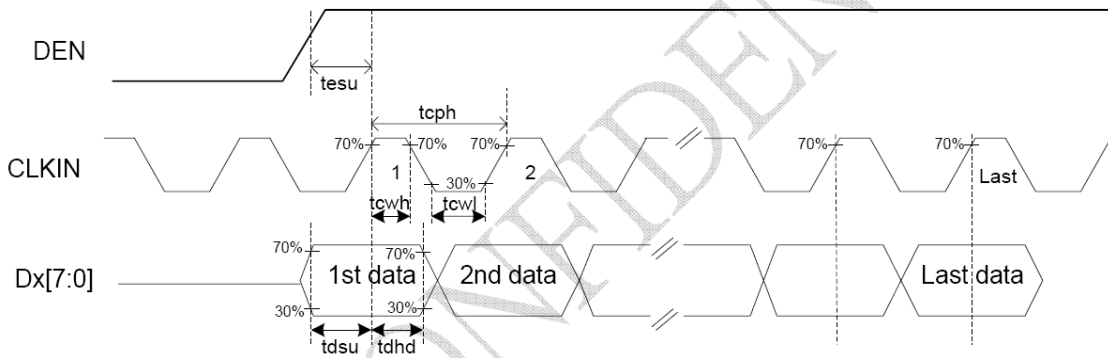 DEN
tesu
tcph
CLKIN
70%
70%
70%
70%
70%
1
2
Last
30%
tcwh
tcwl
Dx[7:0]
70%
70%
1st data
2nd data
Last data
30%
30%
tdsu
tdhd